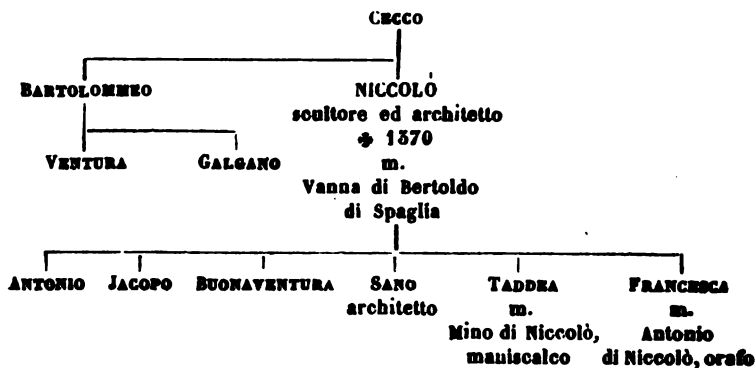 CECCO
BARTOLOMMEO
NICCOLÒ
scultore ed architetto
✠ 1370
m.
Vanna di Bertoldo
di Spaglia
VENTURA
GALGANO
ANTONIO
JACOPO
BUONAVENTURA
SANO
architetto
TADDEA
m.
Mino di Niccolò,
maniscalco
FRANCESCA
m.
Antonio
di Niccolò, orafo